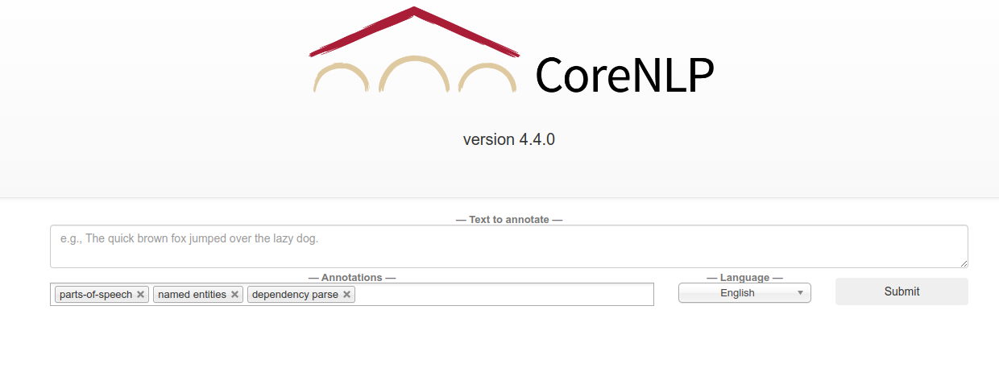 CoreNLP
version 4.4.0
— Text to annotate —
e.g., The quick brown fox jumped over the lazy dog.
— Annotations —
parts-of-speech
named entities
dependency parse
— Language —
English
Submit